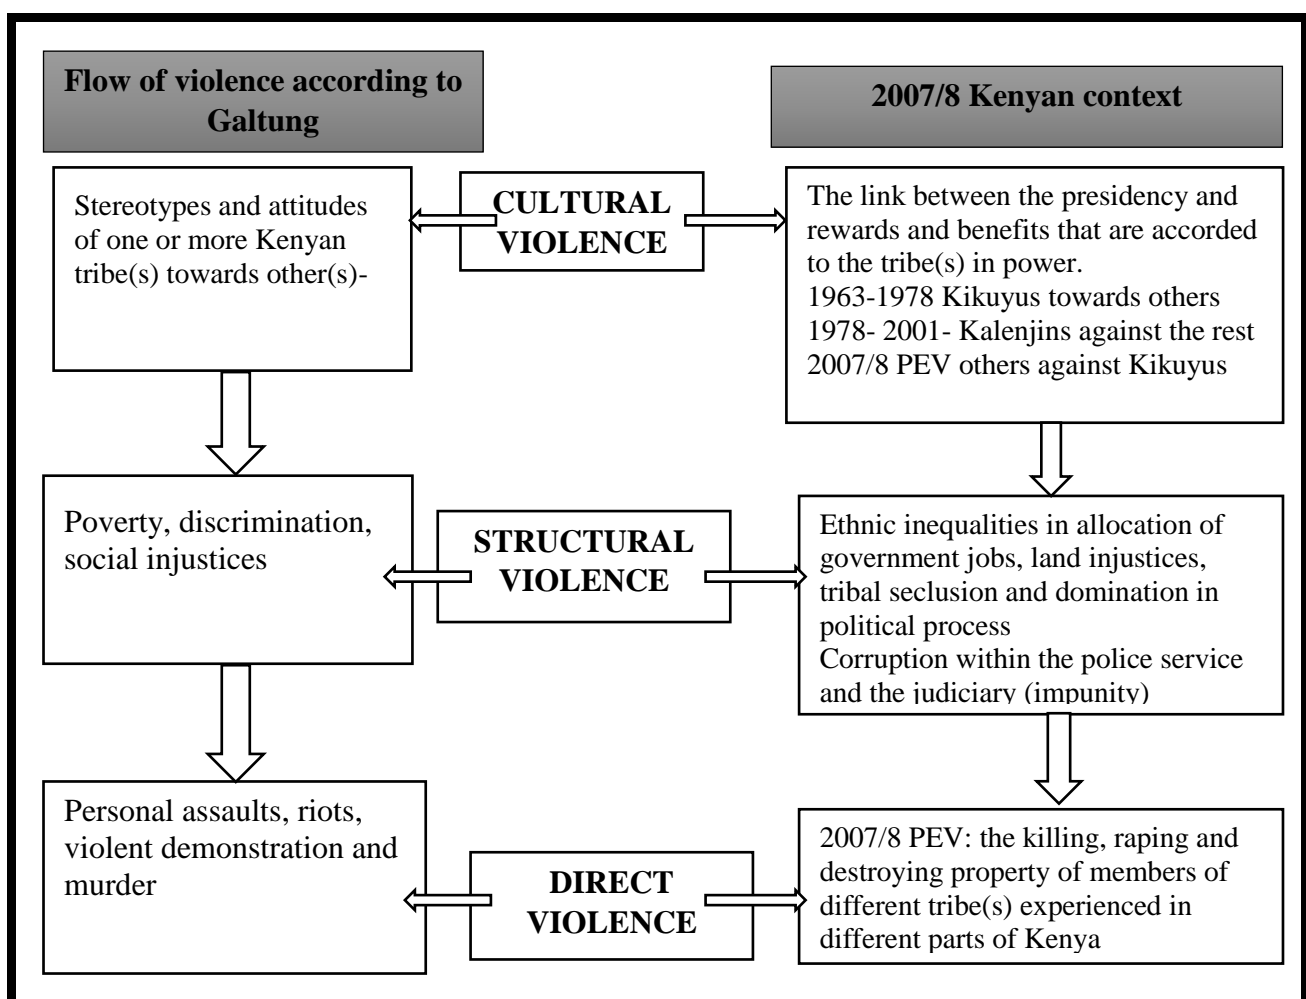 Flow of violence according to
Galtung
2007/8 Kenyan context
Stereotypes and attitudes
of one or more Kenyan
tribe(s) towards other(s)-
CULTURAL
VIOLENCE
The link between the presidency and
rewards and benefits that are accorded
to the tribe(s) in power.
1963-1978 Kikuyus towards others
1978- 2001- Kalenjins against the rest
2007/8 PEV others against Kikuyus
Poverty, discrimination,
social injustices
STRUCTURAL
VIOLENCE
Ethnic inequalities in allocation of
government jobs, land injustices,
tribal seclusion and domination in
political process
Corruption within the police service
and the judiciary (impunity)
Personal assaults, riots,
violent demonstration and
murder
DIRECT
VIOLENCE
2007/8 PEV: the killing, raping and
destroying property of members of
different tribe(s) experienced in
different parts of Kenya